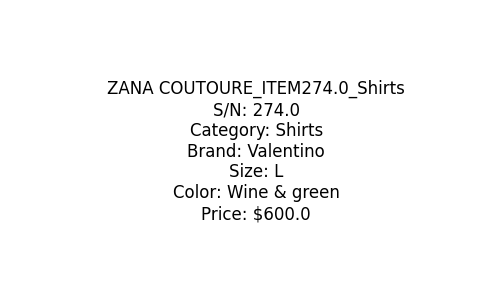 ZANA COUTOURE_ITEM274.0_Shirts
S/N: 274.0
Category: Shirts
Brand: Valentino
Size: L
Color: Wine & green
Price: $600.0